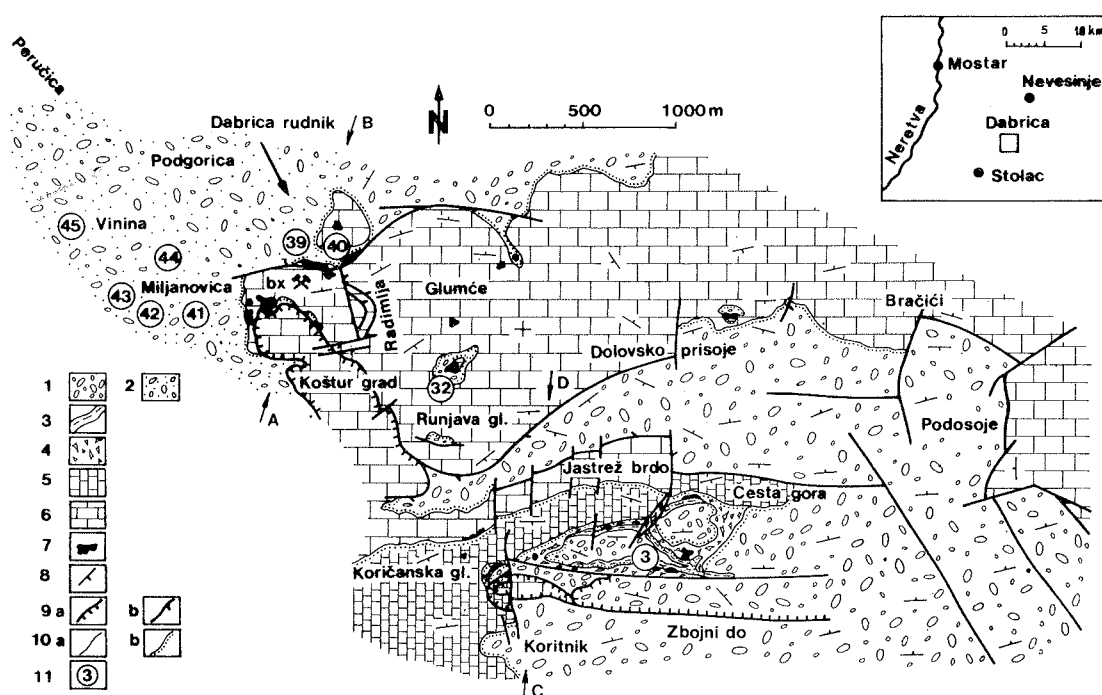 Peručica
Dabrica rudnik
B
N
0 500 1000 m
Podgorica
Vinina
45
44
39
40
43
Miljanovica
42
41
bx
Radimlja
Glumće
Bračići
Dolovsko prisoje
D
Koštur grad
32
A
Runjava gl.
Podosoje
Jastrež brdo
Cesta gora
3
Koričanska gl.
Zbojni do
Koritnik
C
0 5 10 km
Mostar
Nevesinje
Neretva
Dabrica
Stolac
1 2
3
4
5
6
7
8
9 a b
10 a b
11 3